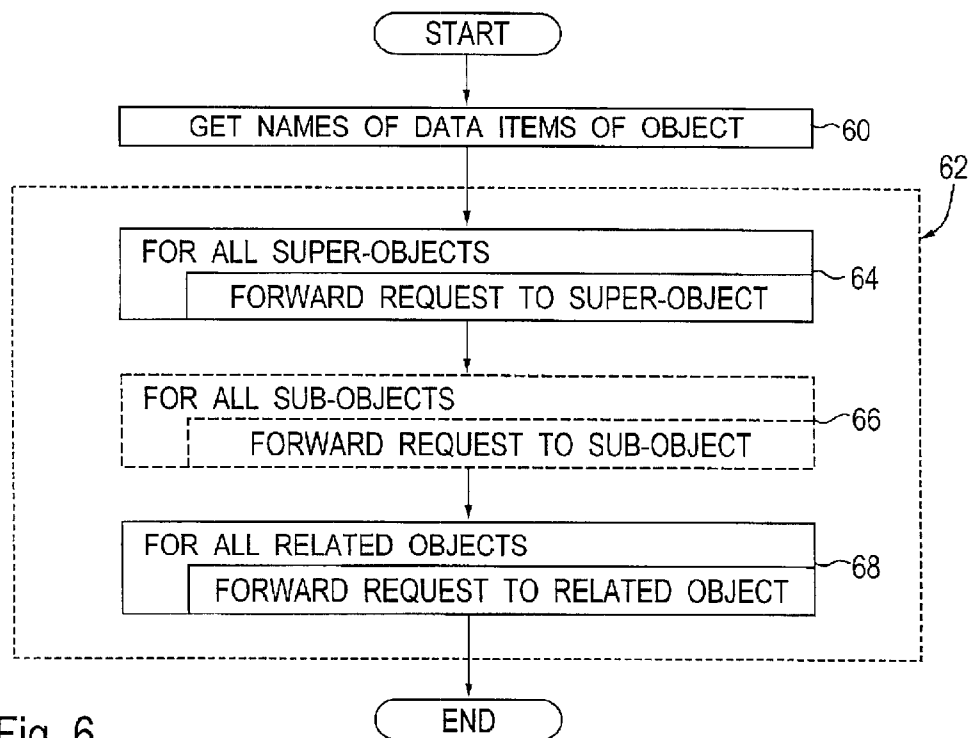 START
GET NAMES OF DATA ITEMS OF OBJECT
60
62
FOR ALL SUPER-OBJECTS
FORWARD REQUEST TO SUPER-OBJECT
64
FOR ALL SUB-OBJECTS
FORWARD REQUEST TO SUB-OBJECT
66
FOR ALL RELATED OBJECTS
FORWARD REQUEST TO RELATED OBJECT
68
END
Fig. 6